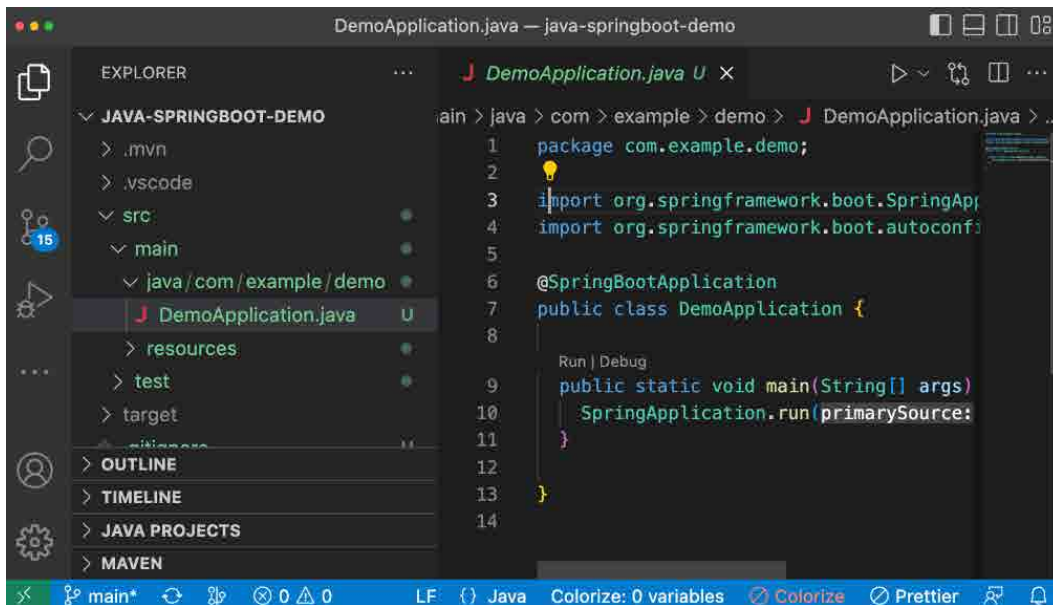 DemoApplication.java — java-springboot-demo
EXPLORER
JAVA-SPRINGBOOT-DEMO
.mvn
.vscode
src
main
java/com/example/demo
DemoApplication.java U
resources
test
target
.gitignore U
OUTLINE
TIMELINE
JAVA PROJECTS
MAVEN
15
DemoApplication.java U
ain > java > com > example > demo > J DemoApplication.java > ..
1 package com.example.demo;
2
3 import org.springframework.boot.SpringApp
4 import org.springframework.boot.autoconfi
5
6 @SpringBootApplication
7 public class DemoApplication {
8
Run | Debug
9 public static void main(String[] args)
10 SpringApplication.run(primarySource:
11 }
12
13 }
14
main* 0 0 LF {} Java Colorize: 0 variables Colorize Prettier